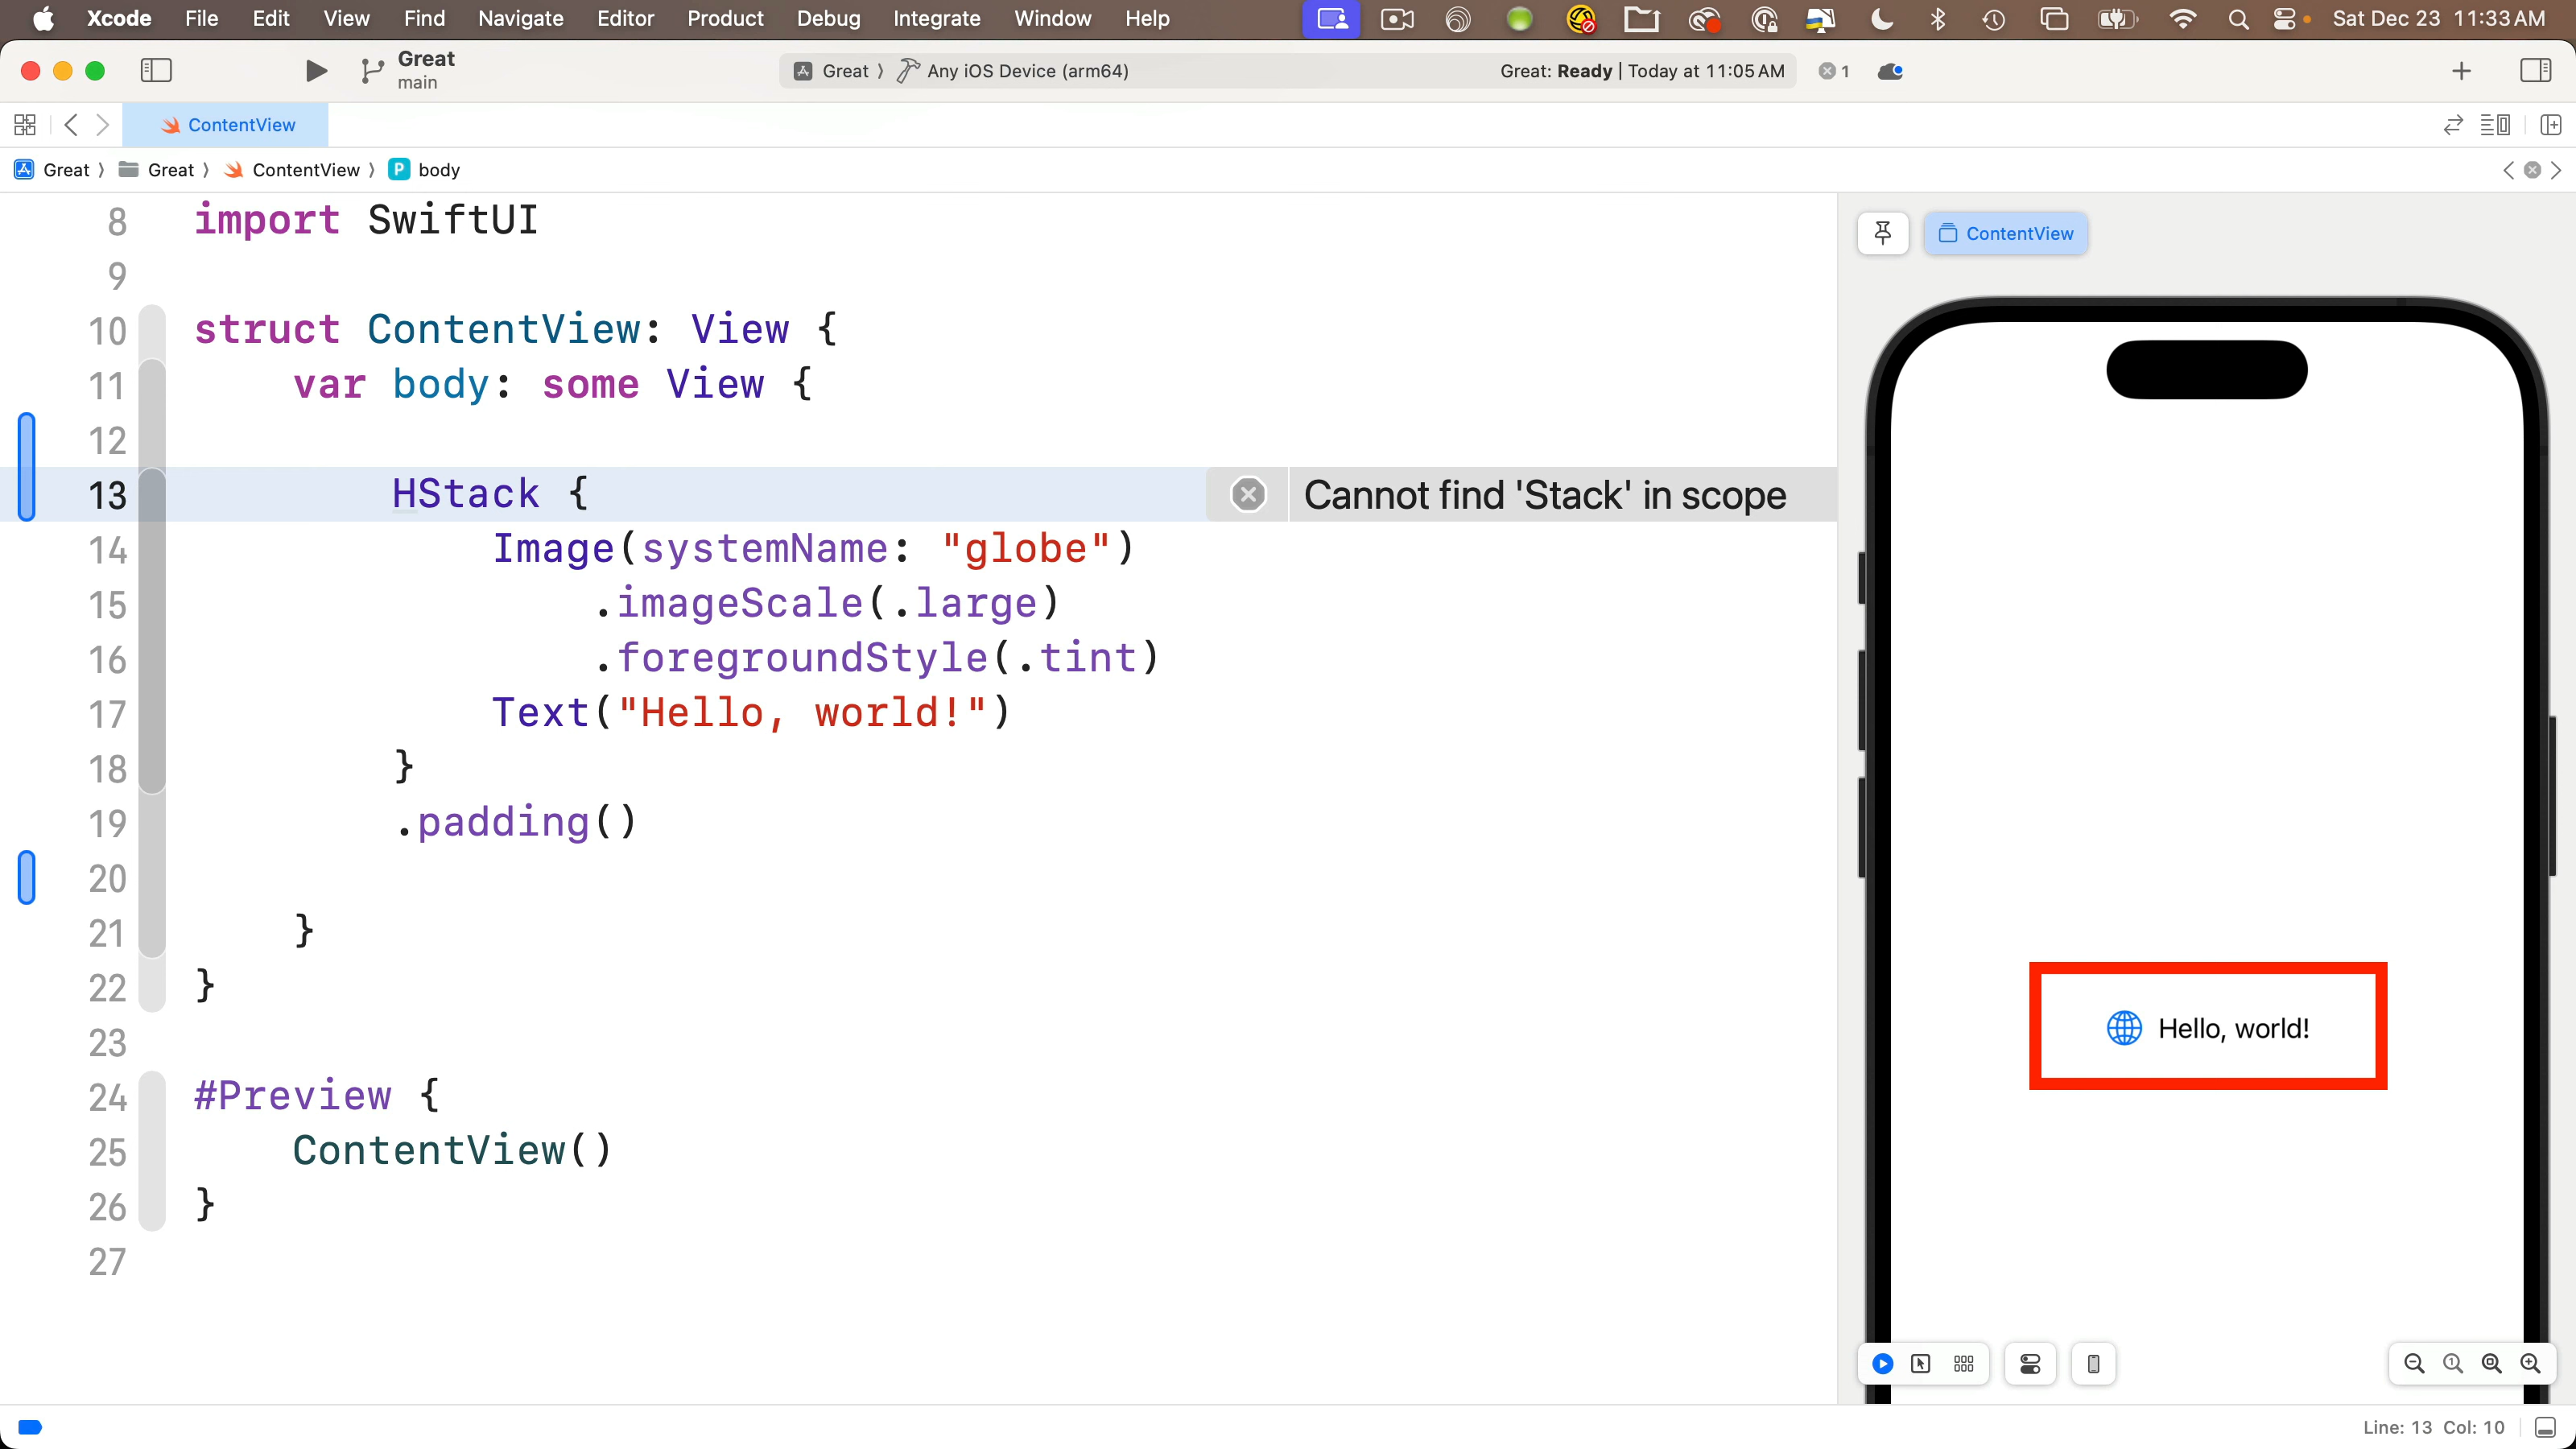 Xcode File Edit View Find Navigate Editor Product Debug Integrate Window Help Sat Dec 23 11:33 AM
Great
main
Great 〉 Any iOS Device (arm64) Great: Ready | Today at 11:05 AM 1
ContentView
Great 〉 Great 〉 ContentView 〉 P body
8 import SwiftUI
9
10 struct ContentView: View {
11 var body: some View {
12
13 HStack { Cannot find 'Stack' in scope
14 Image(systemName: "globe")
15 .imageScale(.large)
16 .foregroundStyle(.tint)
17 Text("Hello, world!")
18 }
19 .padding()
20
21 }
22 }
23
24 #Preview {
25 ContentView()
26 }
27
ContentView
Hello, world!
Line: 13 Col: 10